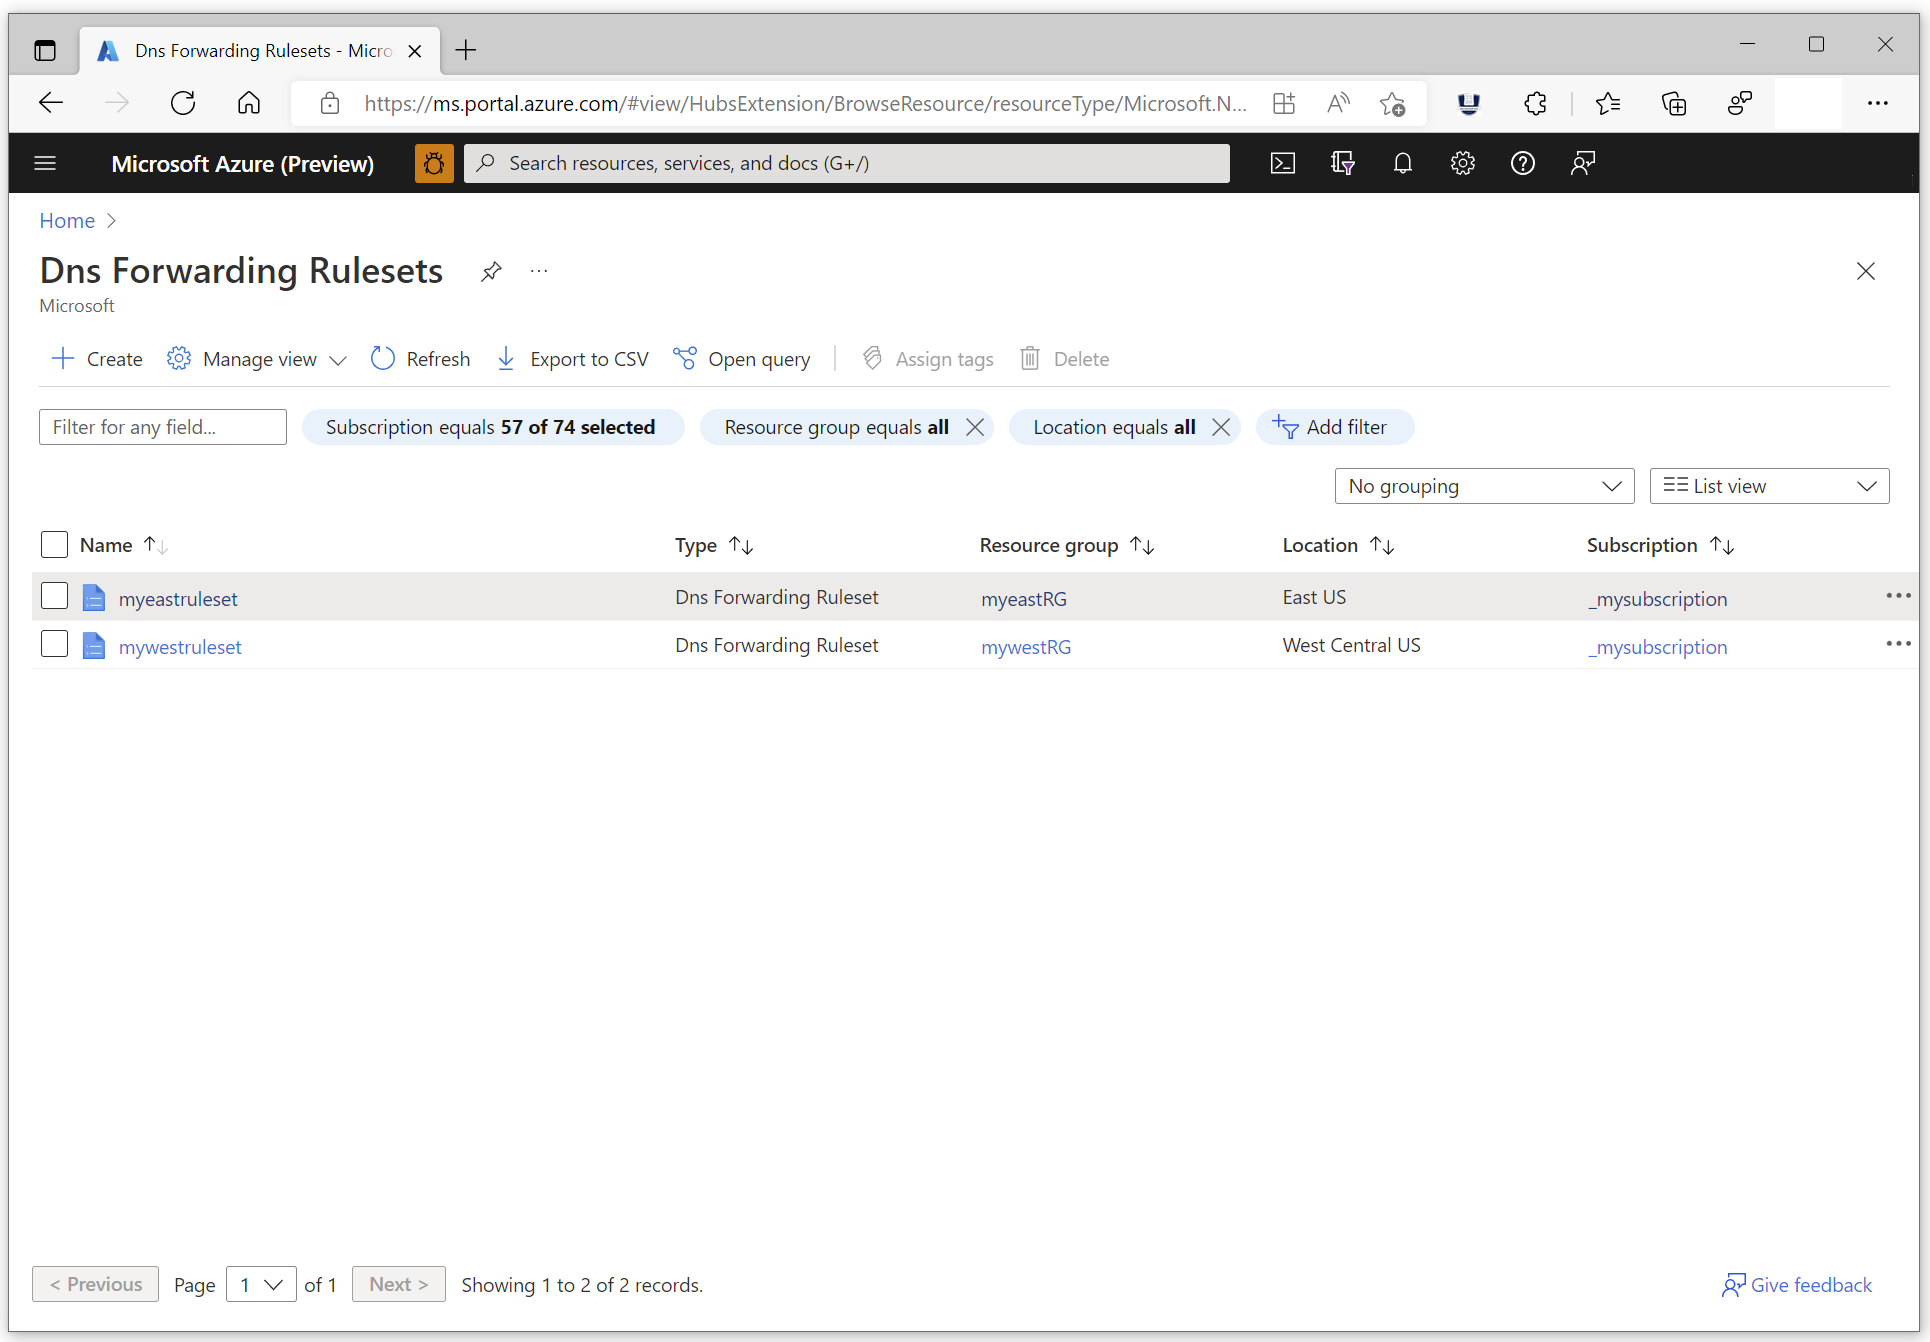 Dns Forwarding Rulesets - Micro
https://ms.portal.azure.com/#view/HubsExtension/BrowseResource/resourceType/Microsoft.N...
Microsoft Azure (Preview) Search resources, services, and docs (G+/)
Home
Dns Forwarding Rulesets
Microsoft
Create Manage view Refresh Export to CSV Open query Assign tags Delete
Filter for any field... Subscription equals 57 of 74 selected Resource group equals all Location equals all Add filter
No grouping List view
Name Type Resource group Location Subscription
myeastruleset Dns Forwarding Ruleset myeastRG East US _mysubscription
mywestruleset Dns Forwarding Ruleset mywestRG West Central US _mysubscription
< Previous Page 1 of 1 Next > Showing 1 to 2 of 2 records. Give feedback